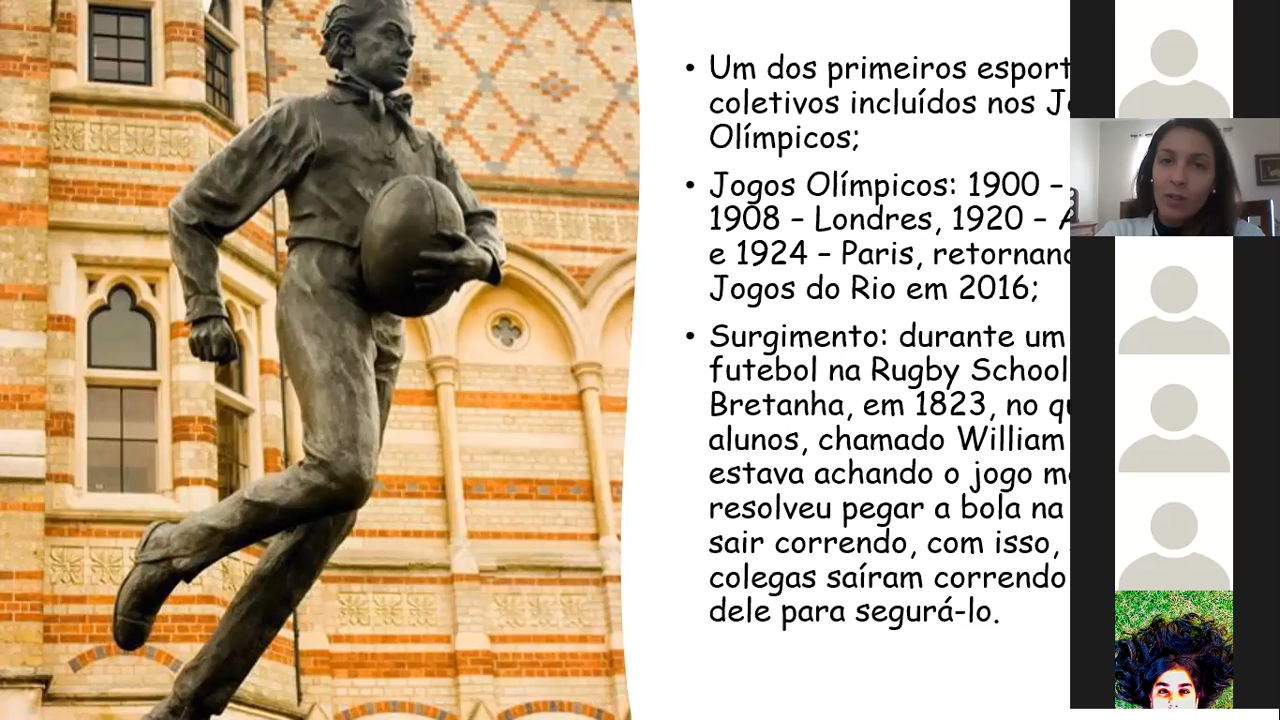 • Um dos primeiros
coletivos incluídos nos
Olímpicos;
• Jogos Olímpicos: 1900 –
1908 – Londres, 1920 –
e 1924 – Paris,
Jogos do Rio em 2016;
• Surgimento: durante um
futebol na Rugby School
Bretanha, em 1823, no
alunos, chamado William
estava achando o jogo
resolveu pegar a bola na
sair correndo, com isso,
colegas saíram correndo
dele para segurá-lo.